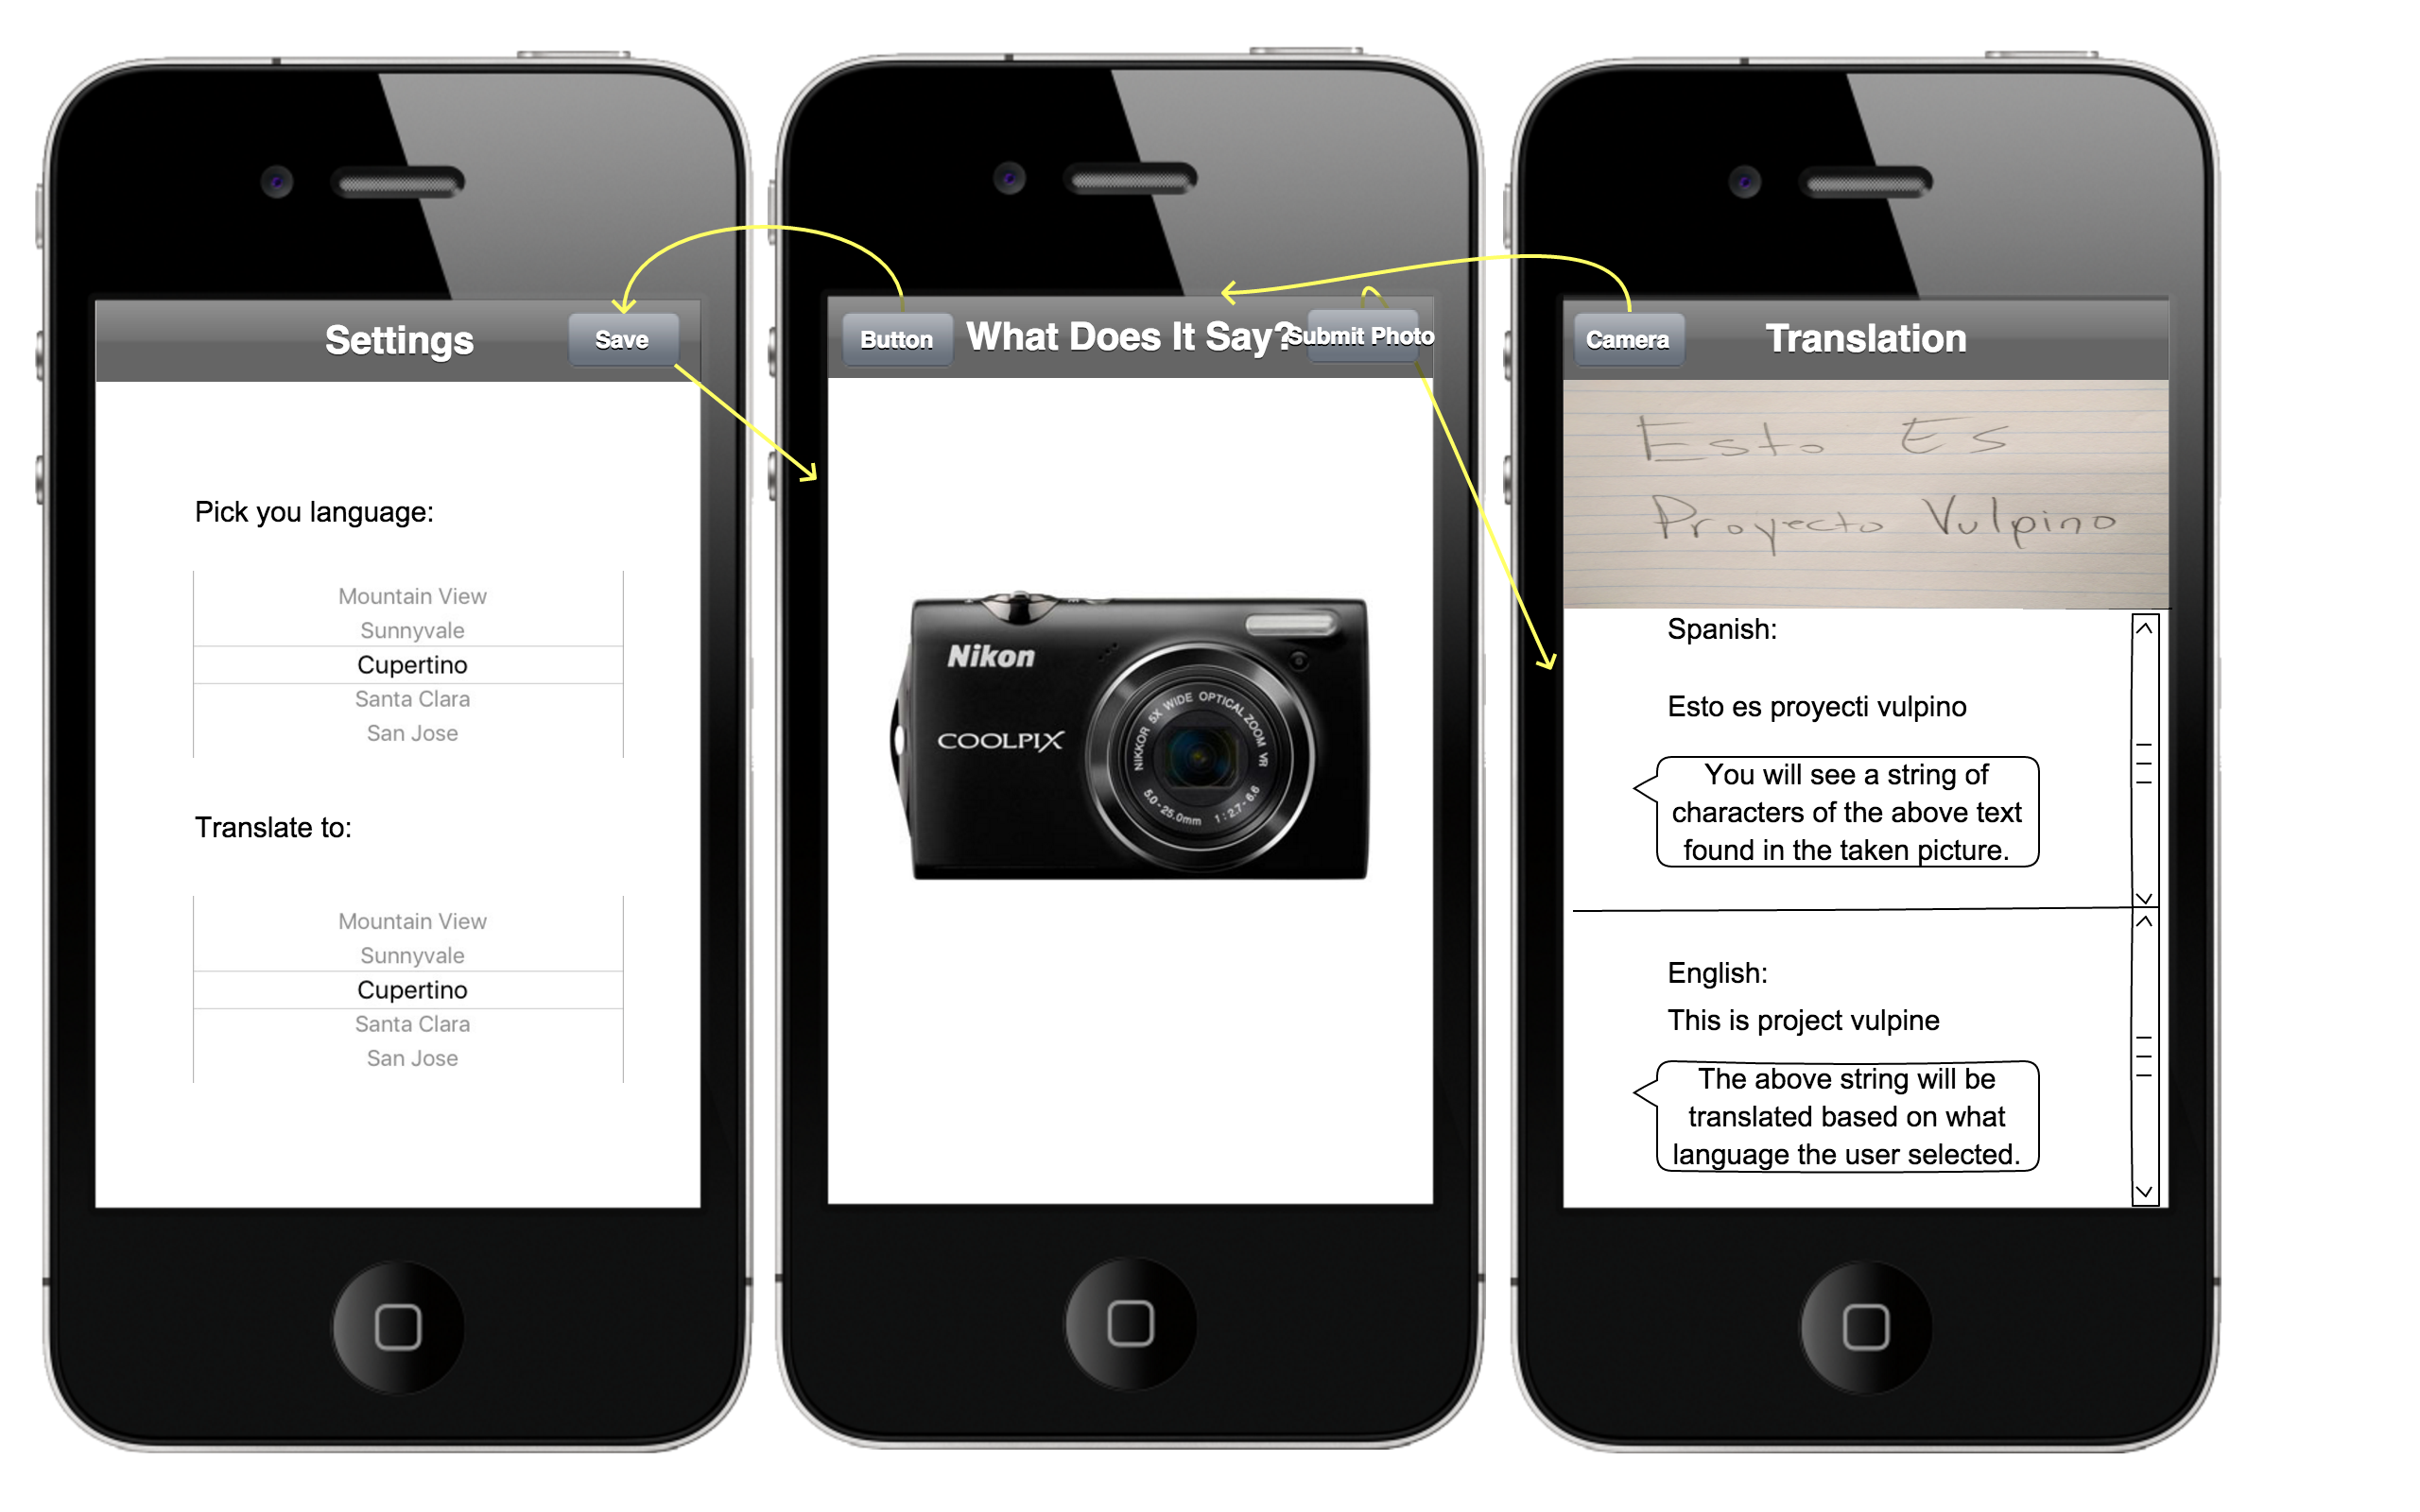 Settings
Save
Pick you language:
Mountain View
Sunnyvale
Cupertino
Santa Clara
San Jose
Translate to:
Mountain View
Sunnyvale
Cupertino
Santa Clara
San Jose
Button
What Does It Say?
Submit Photo
Nikon
COOLPIX
NIKKOR 5X WIDE OPTICAL ZOOM VR
5.0-25.0mm 1:2.7-6.6
Camera
Translation
Esto Es
Proyecto Vulpino
Spanish:
Esto es proyecti vulpino
You will see a string of
characters of the above text
found in the taken picture.
English:
This is project vulpine
The above string will be
translated based on what
language the user selected.